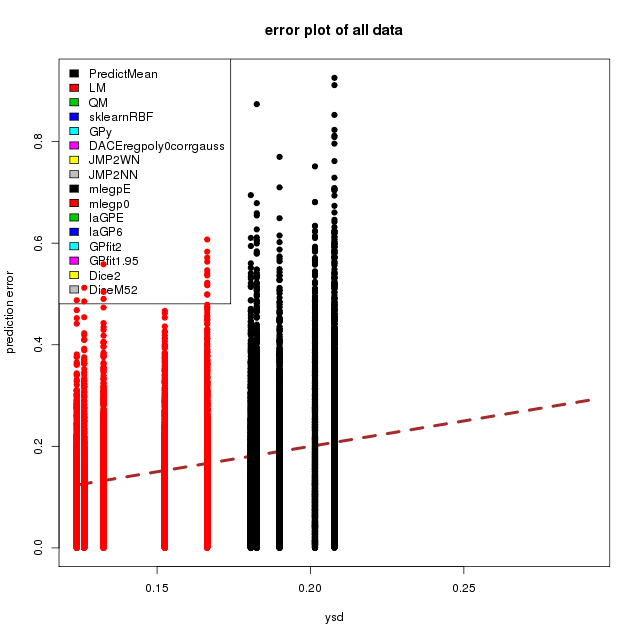 error plot of all data
PredictMean
LM
QM
sklearnRBF
GPy
DACEregpoly0corrgauss
JMP2WN
JMP2NN
mlegpE
mlegp0
laGPE
laGP6
GPfit2
GPfit1.95
Dice2
DiceM52
prediction error
0.0
0.2
0.4
0.6
0.8
0.15
0.20
0.25
ysd